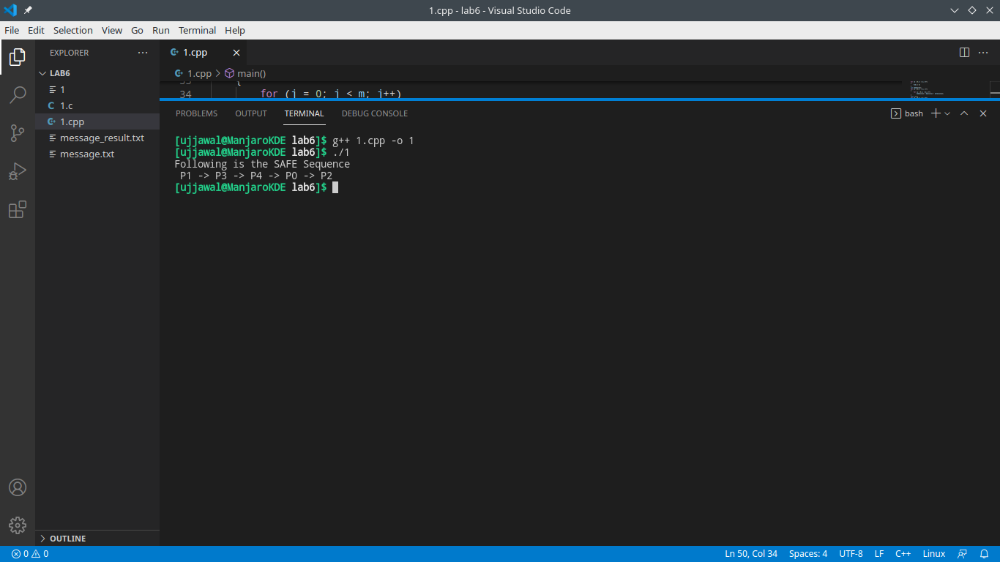 1.cpp - lab6 - Visual Studio Code
File Edit Selection View Go Run Terminal Help
EXPLORER
LAB6
1
C 1.c
1.cpp
message_result.txt
message.txt
OUTLINE
1.cpp
1.cpp > main()
33 {
34 for (j = 0; j < m; j++)
PROBLEMS OUTPUT TERMINAL DEBUG CONSOLE
bash
[ujjawal@ManjaroKDE lab6]$ g++ 1.cpp -o 1
[ujjawal@ManjaroKDE lab6]$ ./1
Following is the SAFE Sequence
P1 -> P3 -> P4 -> P0 -> P2
[ujjawal@ManjaroKDE lab6]$
0 0 Ln 50, Col 34 Spaces: 4 UTF-8 LF C++ Linux